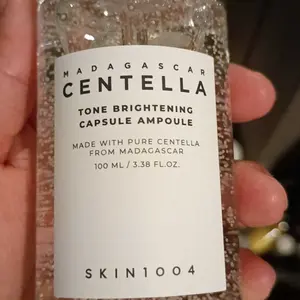 MADAGASCAR
CENTELLA
TONE BRIGHTENING
CAPSULE AMPOULE
MADE WITH PURE CENTELLA
FROM MADAGASCAR
100 ML / 3.38 FL.OZ.
SKIN1004